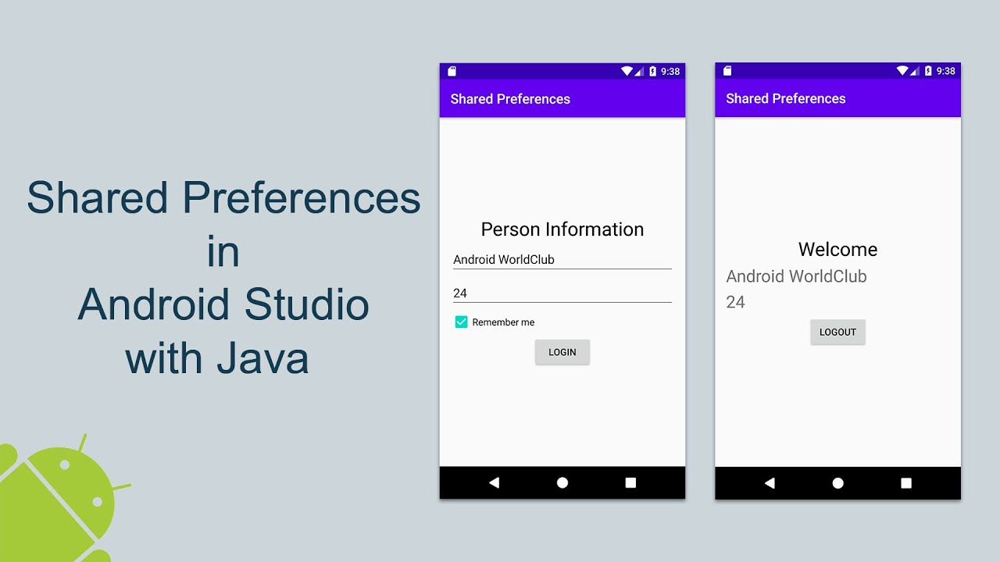 Shared Preferences
in
Android Studio
with Java
9:38
Shared Preferences
Person Information
Android WorldClub
24
Remember me
LOGIN
9:38
Shared Preferences
Welcome
Android WorldClub
24
LOGOUT